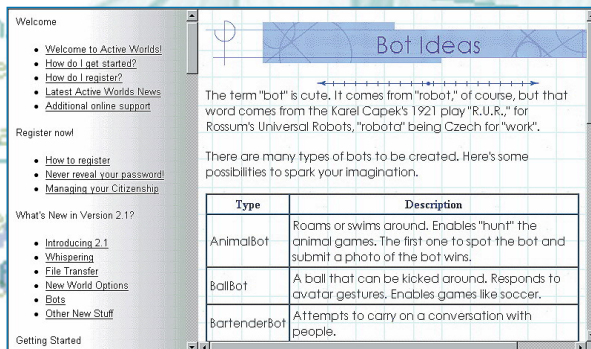 Welcome
Welcome to Active Worlds!
How do I get started?
How do I register?
Latest Active Worlds News
Additional online support
Register now!
How to register
Never reveal your password!
Managing your Citizenship
What's New in Version 2.1?
Introducing 2.1
Whispering
File Transfer
New World Options
Bots
Other New Stuff
Getting Started
Bot Ideas
The term "bot" is cute. It comes from "robot," of course, but that
word comes from the Karel Capek's 1921 play "R.U.R.," for
Rossum's Universal Robots, "robota" being Czech for "work".
There are many types of bots to be created. Here's some
possibilities to spark your imagination.
Type Description
AnimalBot Roams or swims around. Enables "hunt" the
animal games. The first one to spot the bot and
submit a photo of the bot wins.
BallBot A ball that can be kicked around. Responds to
avatar gestures. Enables games like soccer.
BartenderBot Attempts to carry on a conversation with
people.